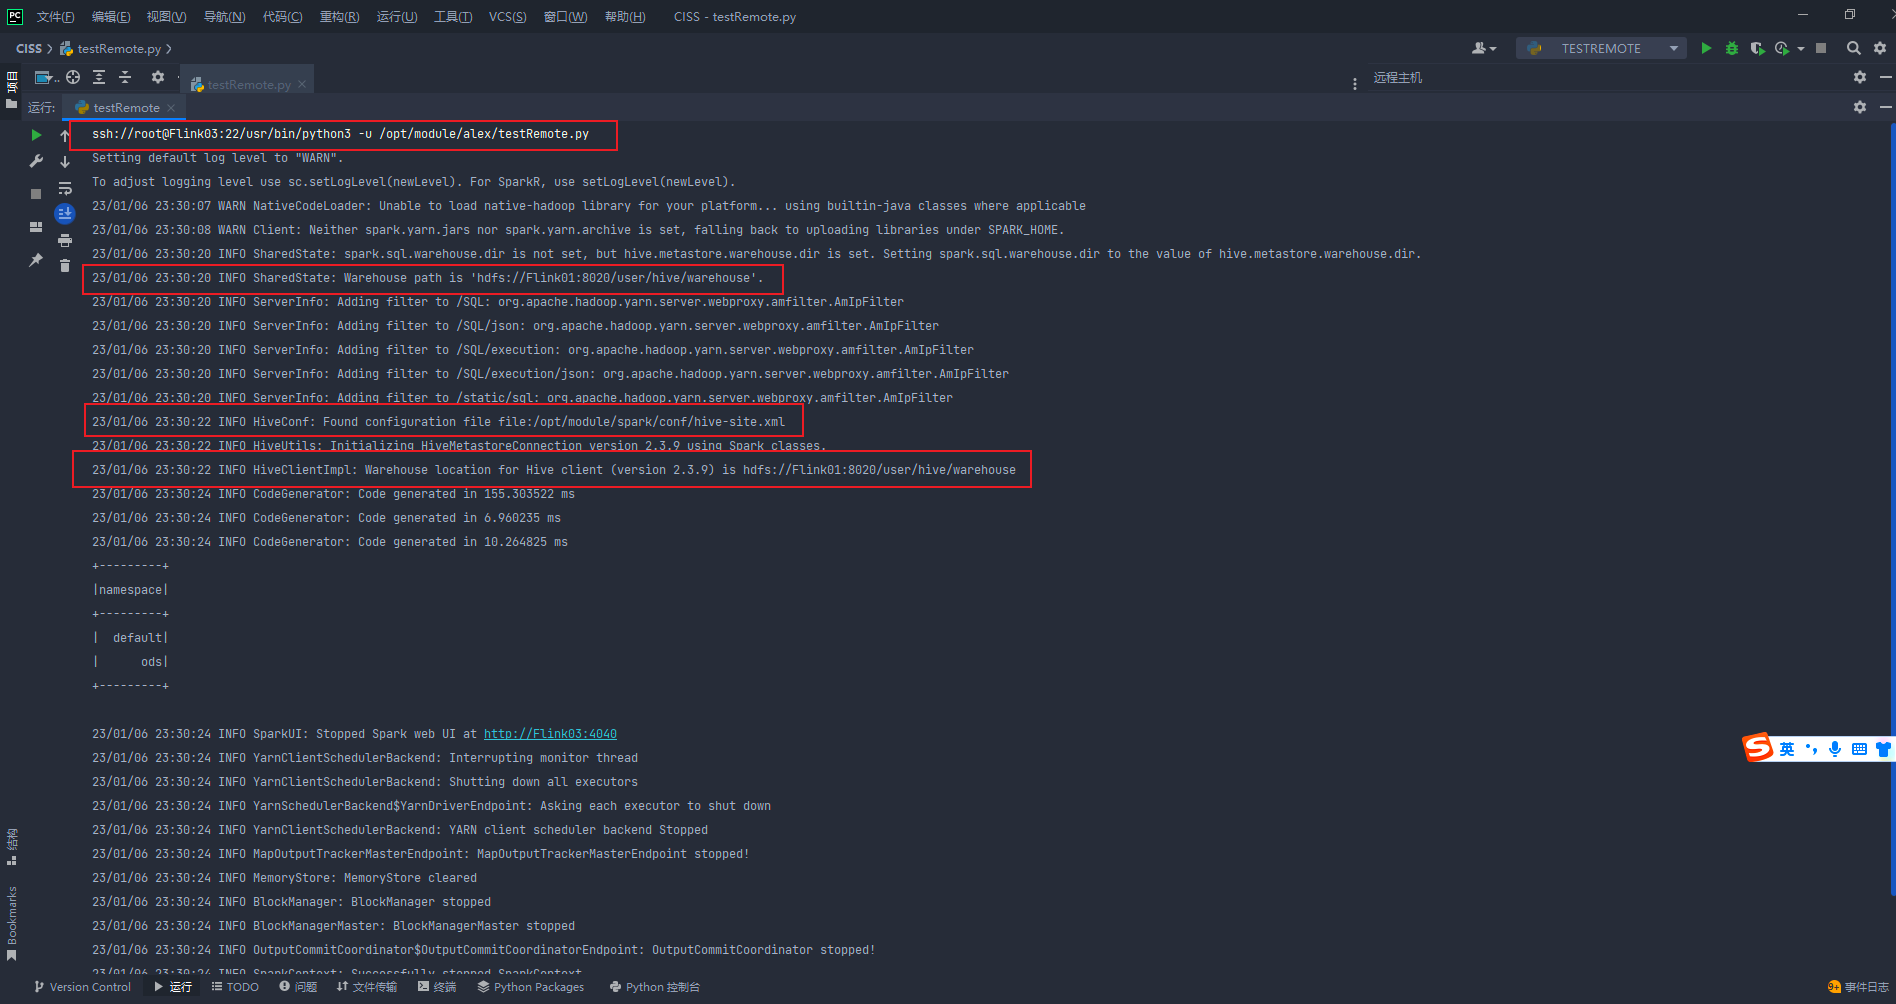 PC 文件(F) 编辑(E) 视图(V) 导航(N) 代码(C) 重构(R) 运行(U) 工具(T) VCS(S) 窗口(W) 帮助(H) CISS - testRemote.py
CISS testRemote.py TESTREMOTE
项目 testRemote.py 远程主机
运行: testRemote
ssh://root@Flink03:22/usr/bin/python3 -u /opt/module/alex/testRemote.py
Setting default log level to "WARN".
To adjust logging level use sc.setLogLevel(newLevel). For SparkR, use setLogLevel(newLevel).
23/01/06 23:30:07 WARN NativeCodeLoader: Unable to load native-hadoop library for your platform... using builtin-java classes where applicable
23/01/06 23:30:08 WARN Client: Neither spark.yarn.jars nor spark.yarn.archive is set, falling back to uploading libraries under SPARK_HOME.
23/01/06 23:30:20 INFO SharedState: spark.sql.warehouse.dir is not set, but hive.metastore.warehouse.dir is set. Setting spark.sql.warehouse.dir to the value of hive.metastore.warehouse.dir.
23/01/06 23:30:20 INFO SharedState: Warehouse path is 'hdfs://Flink01:8020/user/hive/warehouse'.
23/01/06 23:30:20 INFO ServerInfo: Adding filter to /SQL: org.apache.hadoop.yarn.server.webproxy.amfilter.AmIpFilter
23/01/06 23:30:20 INFO ServerInfo: Adding filter to /SQL/json: org.apache.hadoop.yarn.server.webproxy.amfilter.AmIpFilter
23/01/06 23:30:20 INFO ServerInfo: Adding filter to /SQL/execution: org.apache.hadoop.yarn.server.webproxy.amfilter.AmIpFilter
23/01/06 23:30:20 INFO ServerInfo: Adding filter to /SQL/execution/json: org.apache.hadoop.yarn.server.webproxy.amfilter.AmIpFilter
23/01/06 23:30:20 INFO ServerInfo: Adding filter to /static/sql: org.apache.hadoop.yarn.server.webproxy.amfilter.AmIpFilter
23/01/06 23:30:22 INFO HiveConf: Found configuration file file:/opt/module/spark/conf/hive-site.xml
23/01/06 23:30:22 INFO HiveUtils: Initializing HiveMetastoreConnection version 2.3.9 using Spark classes.
23/01/06 23:30:22 INFO HiveClientImpl: Warehouse location for Hive client (version 2.3.9) is hdfs://Flink01:8020/user/hive/warehouse
23/01/06 23:30:24 INFO CodeGenerator: Code generated in 155.303522 ms
23/01/06 23:30:24 INFO CodeGenerator: Code generated in 6.960235 ms
23/01/06 23:30:24 INFO CodeGenerator: Code generated in 10.264825 ms
+---------+
|namespace|
+---------+
|  default|
|      ods|
+---------+
23/01/06 23:30:24 INFO SparkUI: Stopped Spark web UI at http://Flink03:4040
23/01/06 23:30:24 INFO YarnClientSchedulerBackend: Interrupting monitor thread
23/01/06 23:30:24 INFO YarnClientSchedulerBackend: Shutting down all executors
23/01/06 23:30:24 INFO YarnSchedulerBackend$YarnDriverEndpoint: Asking each executor to shut down
23/01/06 23:30:24 INFO YarnClientSchedulerBackend: YARN client scheduler backend Stopped
23/01/06 23:30:24 INFO MapOutputTrackerMasterEndpoint: MapOutputTrackerMasterEndpoint stopped!
23/01/06 23:30:24 INFO MemoryStore: MemoryStore cleared
23/01/06 23:30:24 INFO BlockManager: BlockManager stopped
23/01/06 23:30:24 INFO BlockManagerMaster: BlockManagerMaster stopped
23/01/06 23:30:24 INFO OutputCommitCoordinator$OutputCommitCoordinatorEndpoint: OutputCommitCoordinator stopped!
23/01/06 23:30:24 INFO SparkContext: Successfully stopped SparkContext
S 英
结构
Bookmarks
Version Control 运行 TODO 问题 文件传输 终端 Python Packages Python 控制台 9+ 事件日志